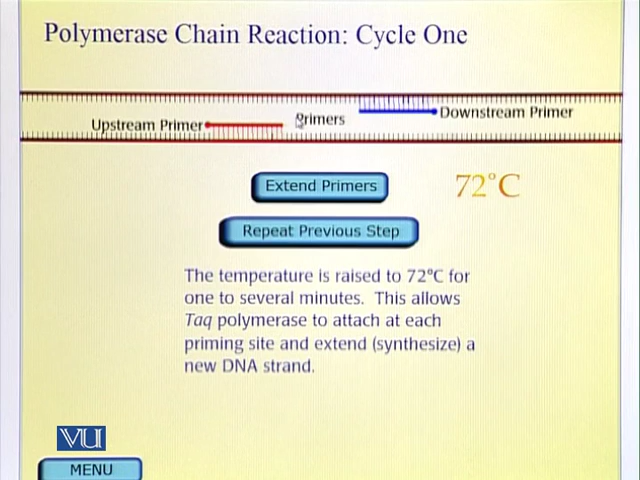 Polymerase Chain Reaction: Cycle One
Downstream Primer
Upstream Primer
Primers
Extend Primers
72°C
Repeat Previous Step
The temperature is raised to 72°C for
one to several minutes. This allows
Taq polymerase to attach at each
priming site and extend (synthesize) a
new DNA strand.
VU
MENU